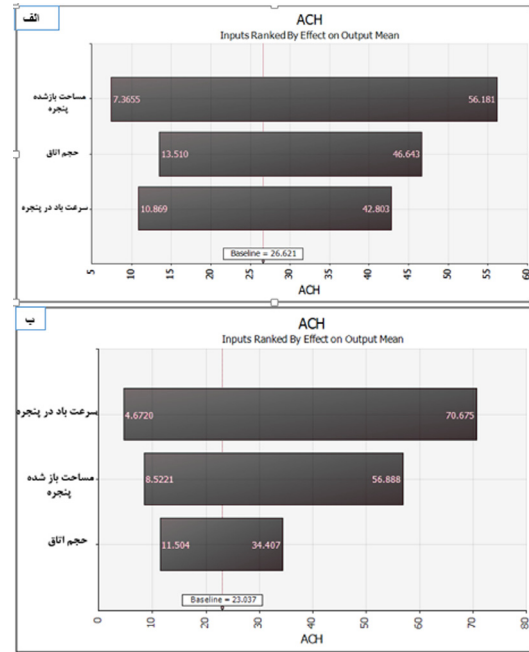 الف
ACH
Inputs Ranked By Effect on Output Mean
مساحت بازشده
پنجره
7.3655
56.181
حجم اتاق
13.510
46.643
سرعت باد در پنجره
10.869
42.803
Baseline = 26.621
5
10
15
20
25
30
35
40
45
50
55
60
ACH
ب
ACH
Inputs Ranked By Effect on Output Mean
سرعت باد در پنجره
4.6720
70.675
مساحت باز شده
پنجره
8.5221
56.888
حجم اتاق
11.504
34.407
Baseline = 23.037
0
10
20
30
40
50
60
70
80
ACH